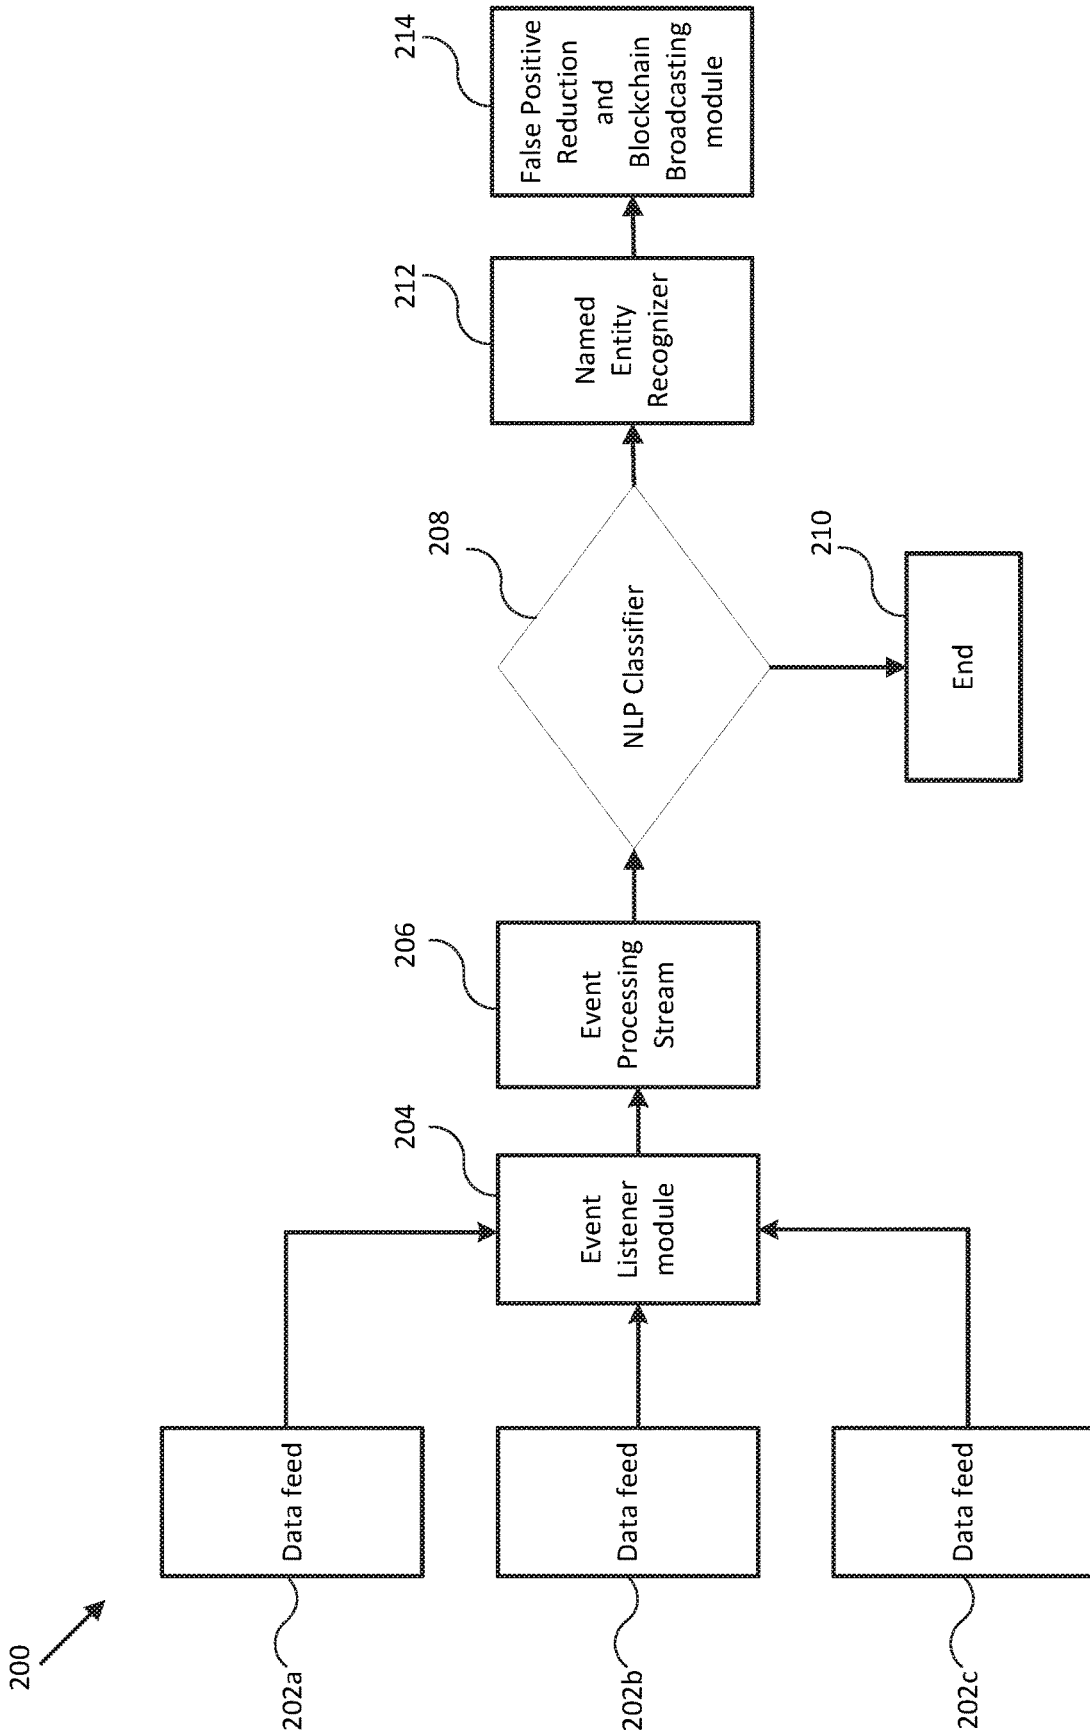 200
202a
Data feed
202b
Data feed
202c
Data feed
204
Event
Listener
module
206
Event
Processing
Stream
208
NLP Classifier
210
End
212
Named
Entity
Recognizer
214
False Positive
Reduction
and
Blockchain
Broadcasting
module